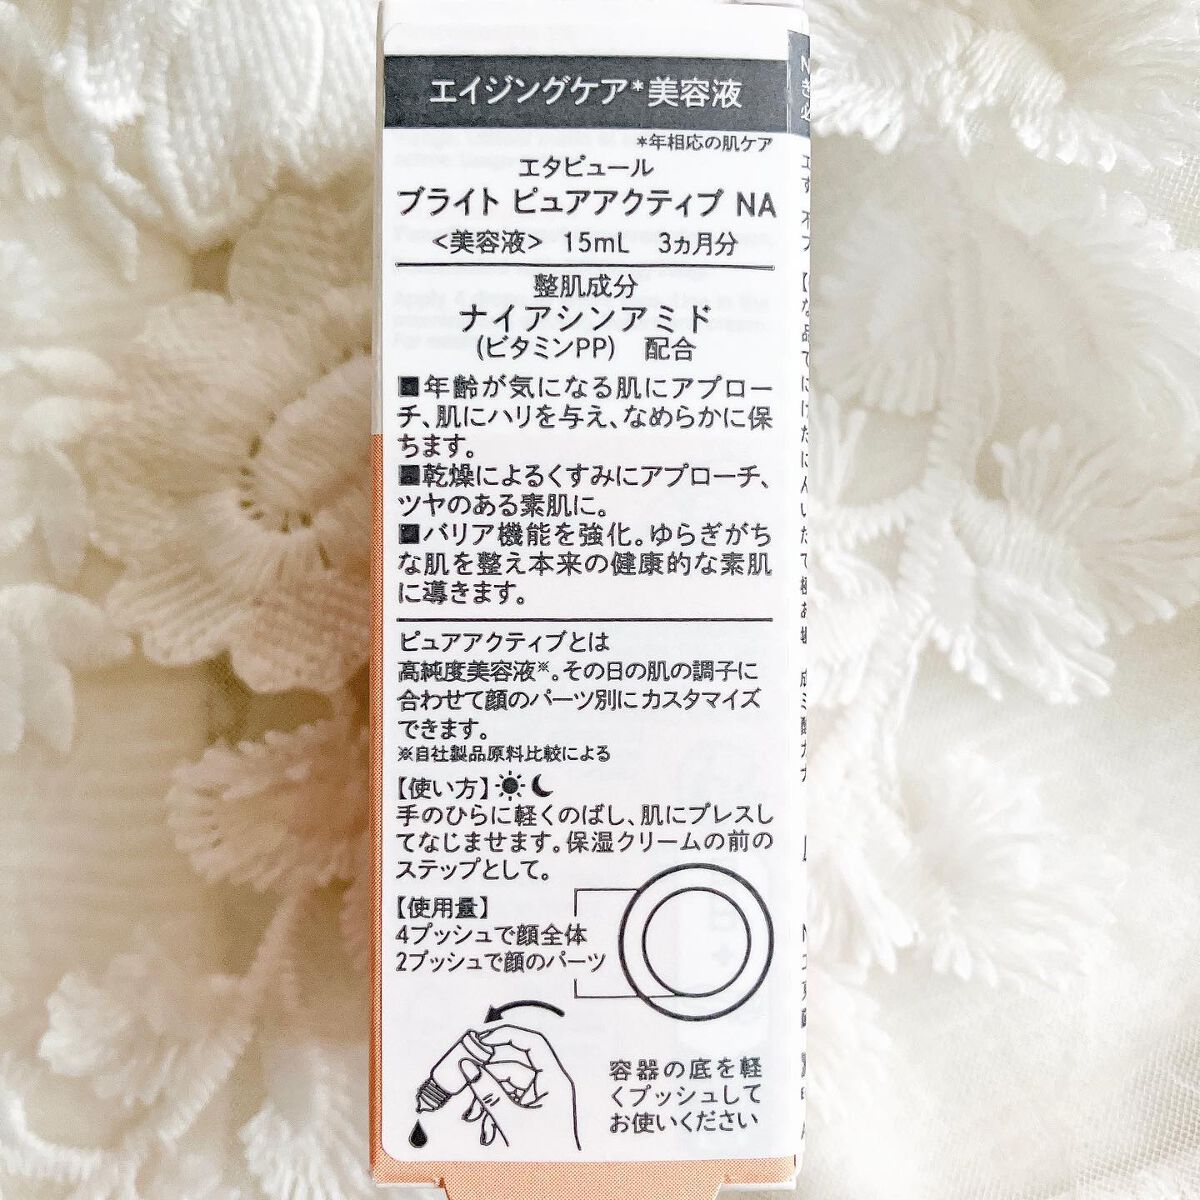 エイジングケア*美容液
*年相応の肌ケア
エタピュール
ブライト ピュアアクティブ NA
<美容液> 15mL 3ヵ月分
整肌成分
ナイアシンアミド
(ビタミンPP) 配合
■年齢が気になる肌にアプロー
チ、肌にハリを与え、なめらかに保
ちます。
■乾燥によるくすみにアプローチ、
ツヤのある素肌に。
■バリア機能を強化。ゆらぎがち
な肌を整え本来の健康的な素肌
に導きます。
ピュアアクティブとは
高純度美容液※。その日の肌の調子に
合わせて顔のパーツ別にカスタマイズ
できます。
※自社製品原料比較による
【使い方】
手のひらに軽くのばし、肌にプレスし
てなじませます。保湿クリームの前の
ステップとして。
【使用量】
4プッシュで顔全体
2プッシュで顔のパーツ
容器の底を軽
くプッシュして
お使いください